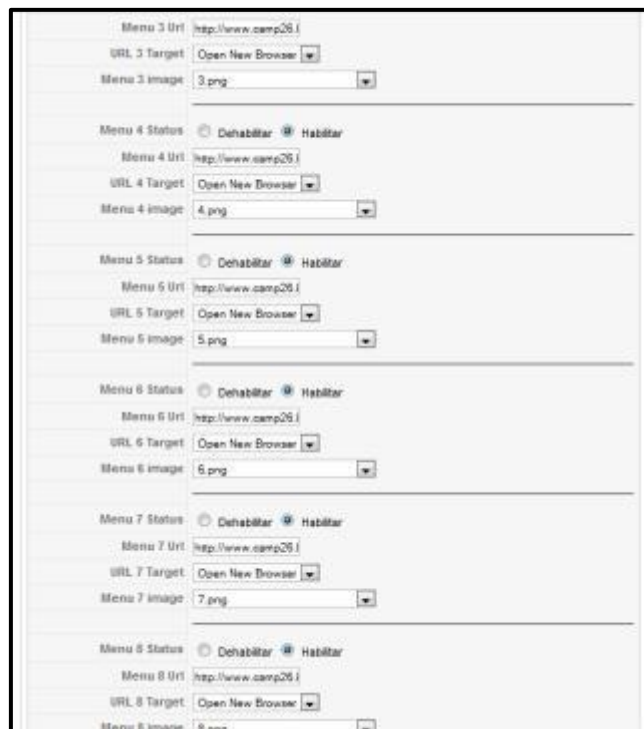 Menu 3 Url http://www.camp26.l
URL 3 Target Open New Browser
Menu 3 image 3.png
Menu 4 Status Dehabilitar Habilitar
Menu 4 Url http://www.camp26.l
URL 4 Target Open New Browser
Menu 4 image 4.png
Menu 5 Status Dehabilitar Habilitar
Menu 5 Url http://www.camp26.l
URL 5 Target Open New Browser
Menu 5 image 5.png
Menu 6 Status Dehabilitar Habilitar
Menu 6 Url http://www.camp26.l
URL 6 Target Open New Browser
Menu 6 image 6.png
Menu 7 Status Dehabilitar Habilitar
Menu 7 Url http://www.camp26.l
URL 7 Target Open New Browser
Menu 7 image 7.png
Menu 8 Status Dehabilitar Habilitar
Menu 8 Url http://www.camp26.l
URL 8 Target Open New Browser
Menu 8 image 8.png